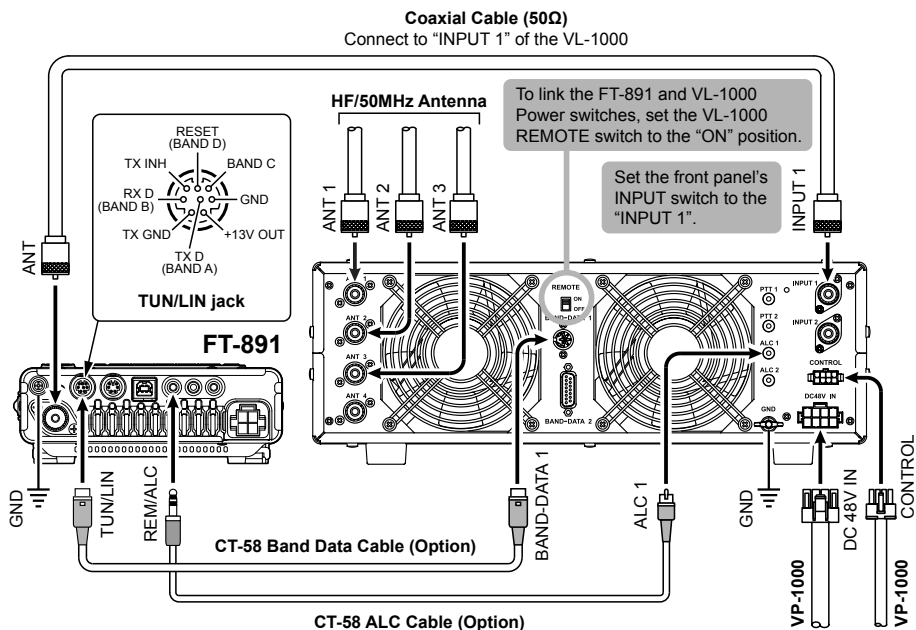 Coaxial Cable (50Ω)
Connect to “INPUT 1” of the VL-1000
HF/50MHz Antenna
To link the FT-891 and VL-1000
Power switches, set the VL-1000
REMOTE switch to the “ON” position.
Set the front panel's
INPUT switch to the
“INPUT 1”.
RESET
(BAND D)
TX INH
BAND C
RX D
(BAND B)
GND
TX GND
+13V OUT
TX D
(BAND A)
TUN/LIN jack
ANT
ANT 1
ANT 2
ANT 3
INPUT 1
FT-891
ANT 1
ANT 2
ANT 3
ANT 4
REMOTE
ON
OFF
BAND-DATA 1
BAND-DATA 2
PTT 1
PTT 2
ALC 1
ALC 2
INPUT 1
INPUT 2
CONTROL
DC48V IN
GND
GND
TUN/LIN
REM/ALC
BAND-DATA 1
ALC 1
GND
DC 48V IN
CONTROL
CT-58 Band Data Cable (Option)
CT-58 ALC Cable (Option)
VP-1000
VP-1000